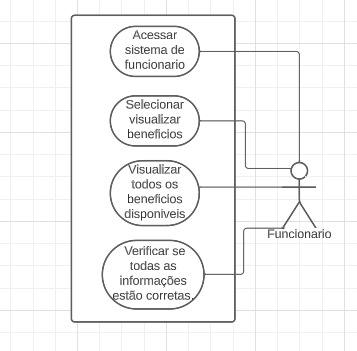 Acessar
sistema de
funcionario
Selecionar
visualizar
beneficios
Visualizar
todos os
beneficios
disponiveis
Verificar se
todas as
informações
estão corretas.
Funcionario